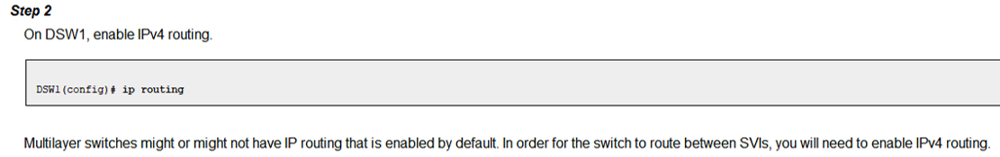 Step 2
On DSW1, enable IPv4 routing.
DSW1(config)# ip routing
Multilayer switches might or might not have IP routing that is enabled by default. In order for the switch to route between SVIs, you will need to enable IPv4 routing.